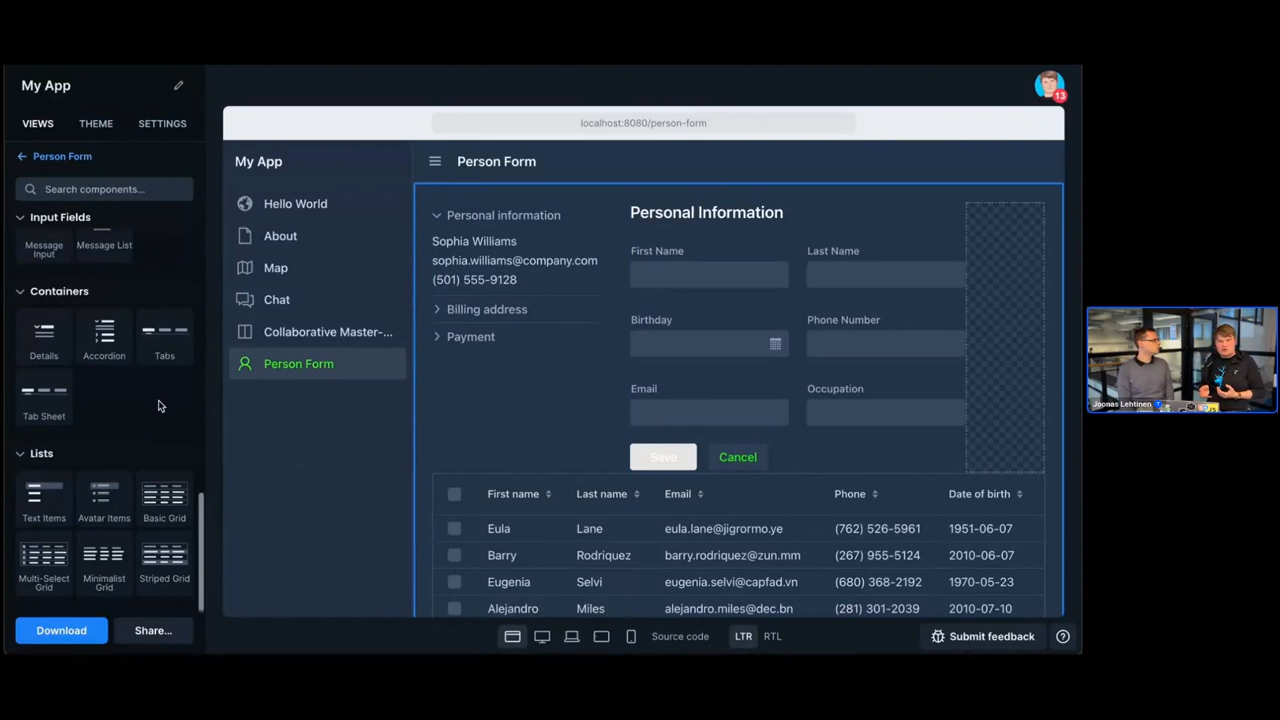 My App
VIEWS THEME SETTINGS
Person Form
Search components...
Input Fields
Message Input
Message List
Containers
Details
Accordion
Tabs
Tab Sheet
Lists
Text Items
Avatar Items
Basic Grid
Multi-Select Grid
Minimalist Grid
Striped Grid
Download
Share...
13
localhost:8080/person-form
My App
Person Form
Hello World
About
Map
Chat
Collaborative Master-...
Person Form
Personal information
Sophia Williams
sophia.williams@company.com
(501) 555-9128
Billing address
Payment
Personal Information
First Name Last Name
Birthday Phone Number
Email Occupation
Save Cancel
First name Last name Email Phone Date of birth
Eula Lane eula.lane@jigrormo.ye (762) 526-5961 1951-06-07
Barry Rodriquez barry.rodriquez@zun.mm (267) 955-5124 2010-06-07
Eugenia Selvi eugenia.selvi@capfad.vn (680) 368-2192 1970-05-23
Alejandro Miles alejandro.miles@dec.bn (281) 301-2039 2010-07-10
Source code
LTR RTL
Submit feedback
Joonas Lehtinen